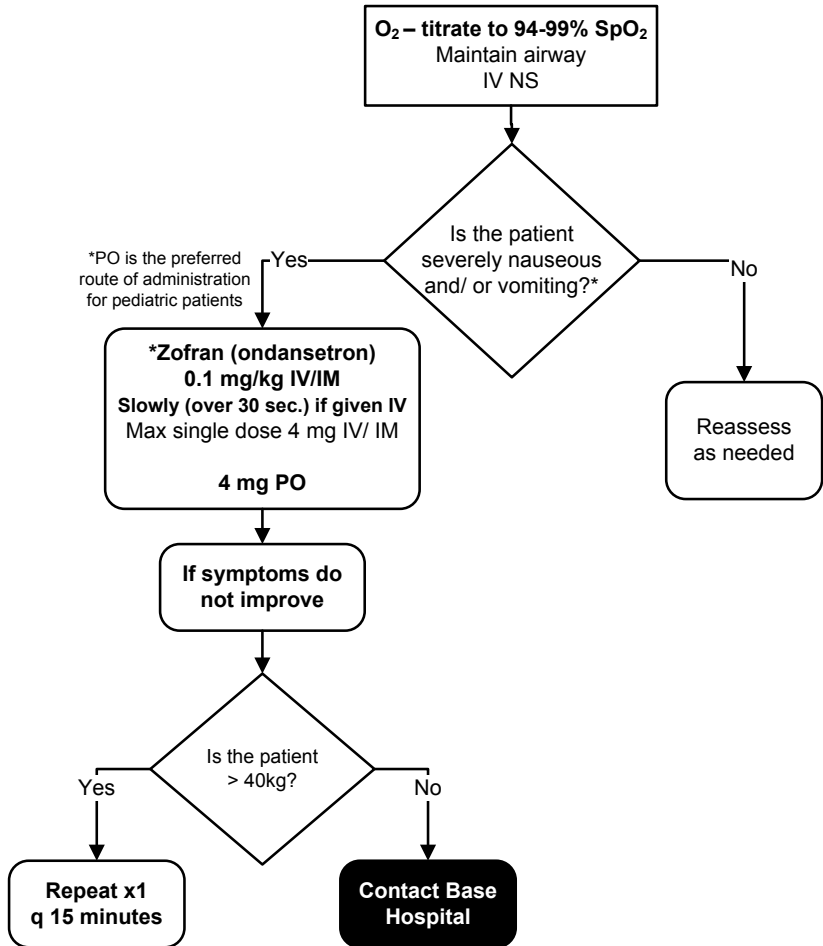 O₂ – titrate to 94-99% SpO₂
Maintain airway
IV NS
Is the patient
severely nauseous
and/ or vomiting?*
Yes
No
*PO is the preferred
route of administration
for pediatric patients
*Zofran (ondansetron)
0.1 mg/kg IV/IM
Slowly (over 30 sec.) if given IV
Max single dose 4 mg IV/ IM
4 mg PO
Reassess
as needed
If symptoms do
not improve
Is the patient
> 40kg?
Yes
No
Repeat x1
q 15 minutes
Contact Base
Hospital